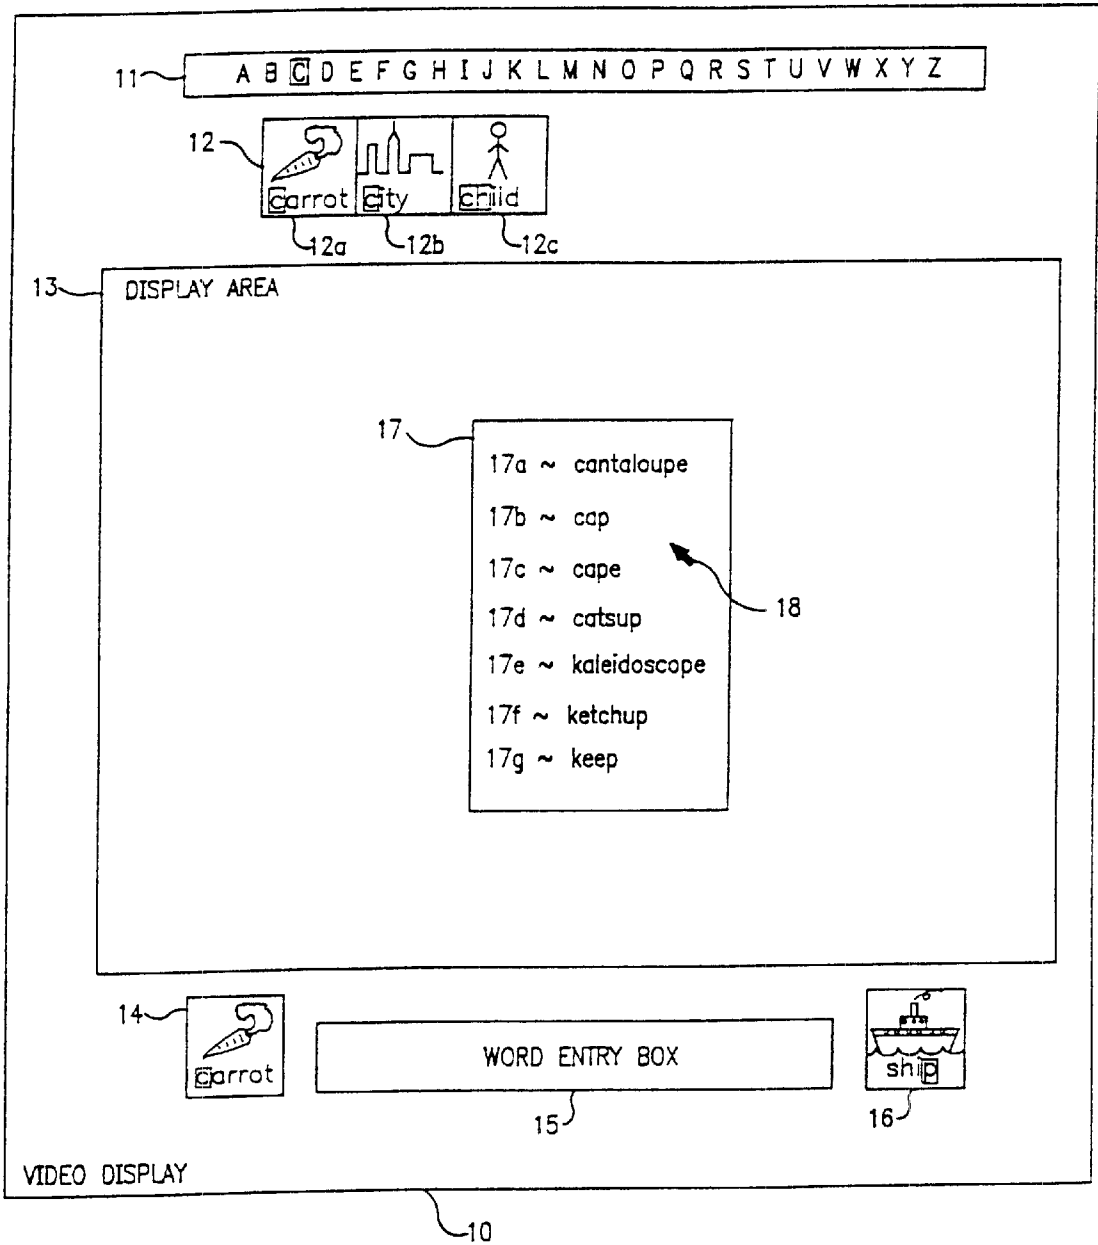 11 A B C D E F G H I J K L M N O P Q R S T U V W X Y Z
12
carrot city child
12a 12b 12c
13 DISPLAY AREA
17
17a ~ cantaloupe
17b ~ cap
17c ~ cape
18
17d ~ catsup
17e ~ kaleidoscope
17f ~ ketchup
17g ~ keep
14
carrot
WORD ENTRY BOX
ship
15
16
VIDEO DISPLAY
10